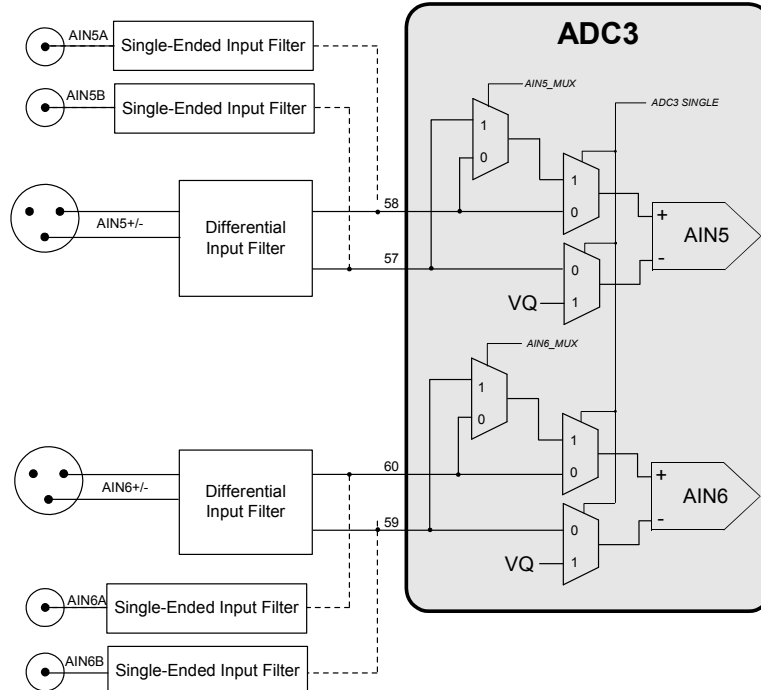 AIN5A
Single-Ended Input Filter
AIN5B
Single-Ended Input Filter
AIN5+/-
Differential
Input Filter
58
57
ADC3
AIN5_MUX
ADC3 SINGLE
1
0
1
0
0
1
VQ
+
-
AIN5
AIN6_MUX
1
0
1
0
0
1
VQ
+
-
AIN6
AIN6+/-
Differential
Input Filter
60
59
AIN6A
Single-Ended Input Filter
AIN6B
Single-Ended Input Filter